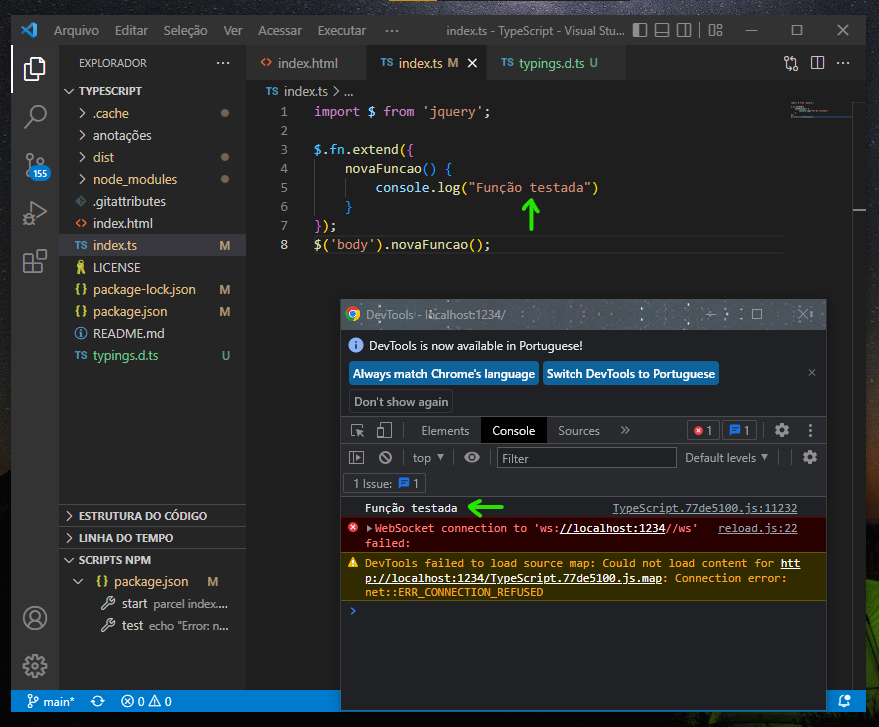 Arquivo Editar Seleção Ver Acessar Executar ··· index.ts - TypeScript - Visual Stu...
EXPLORADOR ···
index.html
TS index.ts M
TS typings.d.ts U
TYPESCRIPT
.cache
anotações
dist
node_modules
.gitattributes
index.html
TS index.ts M
LICENSE
{} package-lock.json M
{} package.json M
README.md
TS typings.d.ts U
155
TS index.ts > ...
1 import $ from 'jquery';
2
3 $.fn.extend({
4 novaFuncao() {
5 console.log("Função testada")
6 }
7 });
8 $('body').novaFuncao();
ESTRUTURA DO CÓDIGO
LINHA DO TEMPO
SCRIPTS NPM
{} package.json M
start parcel index....
test echo "Error: n...
main* 0 0
DevTools - localhost:1234/
DevTools is now available in Portuguese!
Always match Chrome's language Switch DevTools to Portuguese
Don't show again
Elements Console Sources » 1 1
top ▼ Filter Default levels ▼
1 Issue: 1
Função testada TypeScript.77de5100.js:11232
WebSocket connection to 'ws://localhost:1234//ws' reload.js:22
failed:
DevTools failed to load source map: Could not load content for htt
p://localhost:1234/TypeScript.77de5100.js.map: Connection error:
net::ERR_CONNECTION_REFUSED